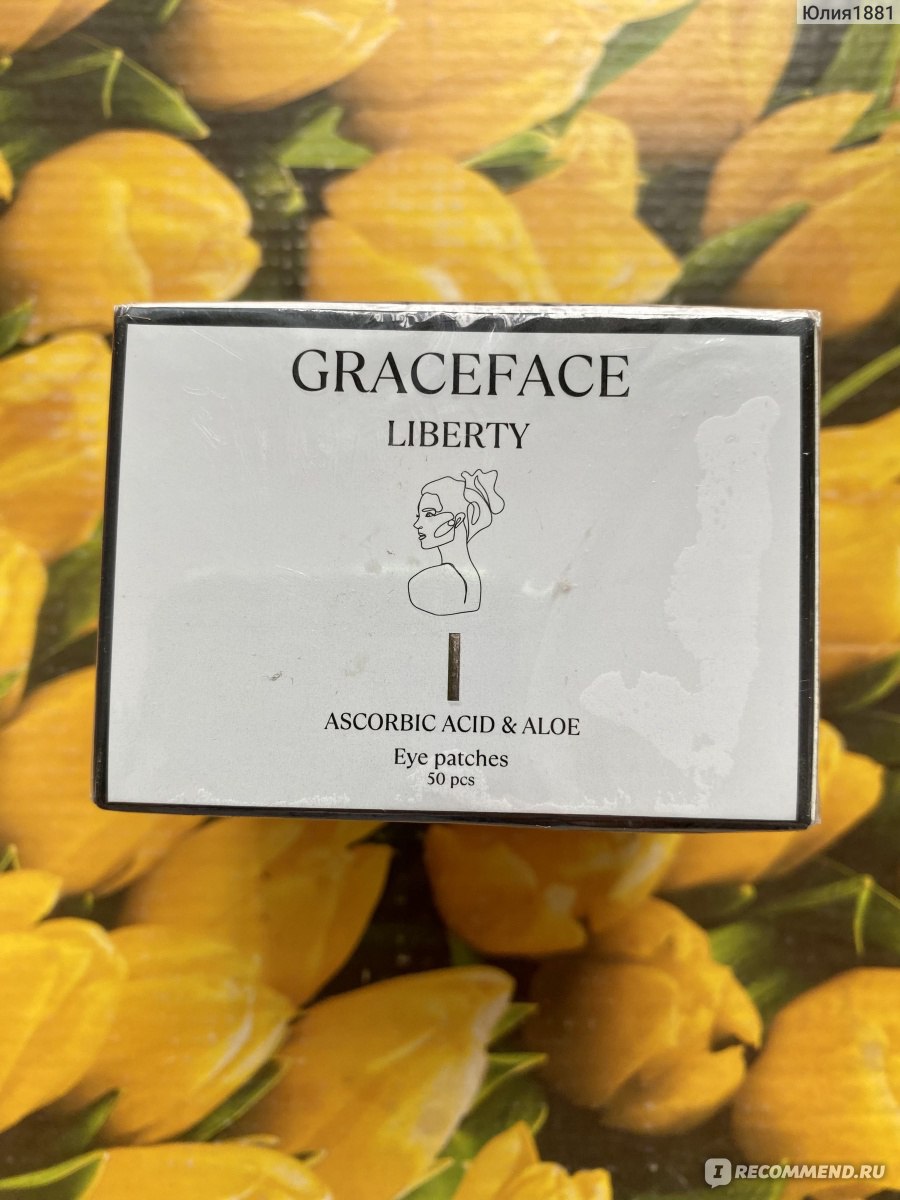 Юлия1881
GRACEFACE
LIBERTY
ASCORBIC ACID & ALOE
Eye patches
50 pcs
I RECOMMEND.RU